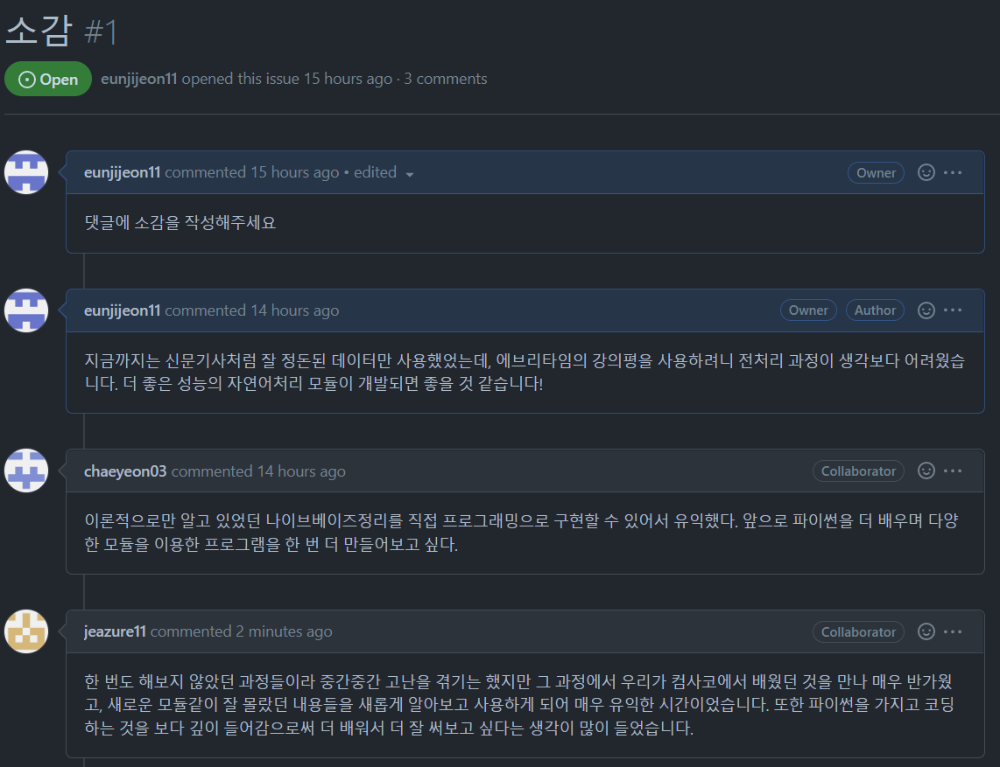 소감 #1
Open eunjijeon11 opened this issue 15 hours ago · 3 comments
eunjijeon11 commented 15 hours ago • edited Owner
댓글에 소감을 작성해주세요
eunjijeon11 commented 14 hours ago Owner Author
지금까지는 신문기사처럼 잘 정돈된 데이터만 사용했었는데, 에브리타임의 강의평을 사용하려니 전처리 과정이 생각보다 어려웠습
니다. 더 좋은 성능의 자연어처리 모듈이 개발되면 좋을 것 같습니다!
chaeyeon03 commented 14 hours ago Collaborator
이론적으로만 알고 있었던 나이브베이즈정리를 직접 프로그래밍으로 구현할 수 있어서 유익했다. 앞으로 파이썬을 더 배우며 다양
한 모듈을 이용한 프로그램을 한 번 더 만들어보고 싶다.
jeazure11 commented 2 minutes ago Collaborator
한 번도 해보지 않았던 과정들이라 중간중간 고난을 겪기는 했지만 그 과정에서 우리가 컴사코에서 배웠던 것을 만나 매우 반가웠
고, 새로운 모듈같이 잘 몰랐던 내용들을 새롭게 알아보고 사용하게 되어 매우 유익한 시간이었습니다. 또한 파이썬을 가지고 코딩
하는 것을 보다 깊이 들어감으로써 더 배워서 더 잘 써보고 싶다는 생각이 많이 들었습니다.